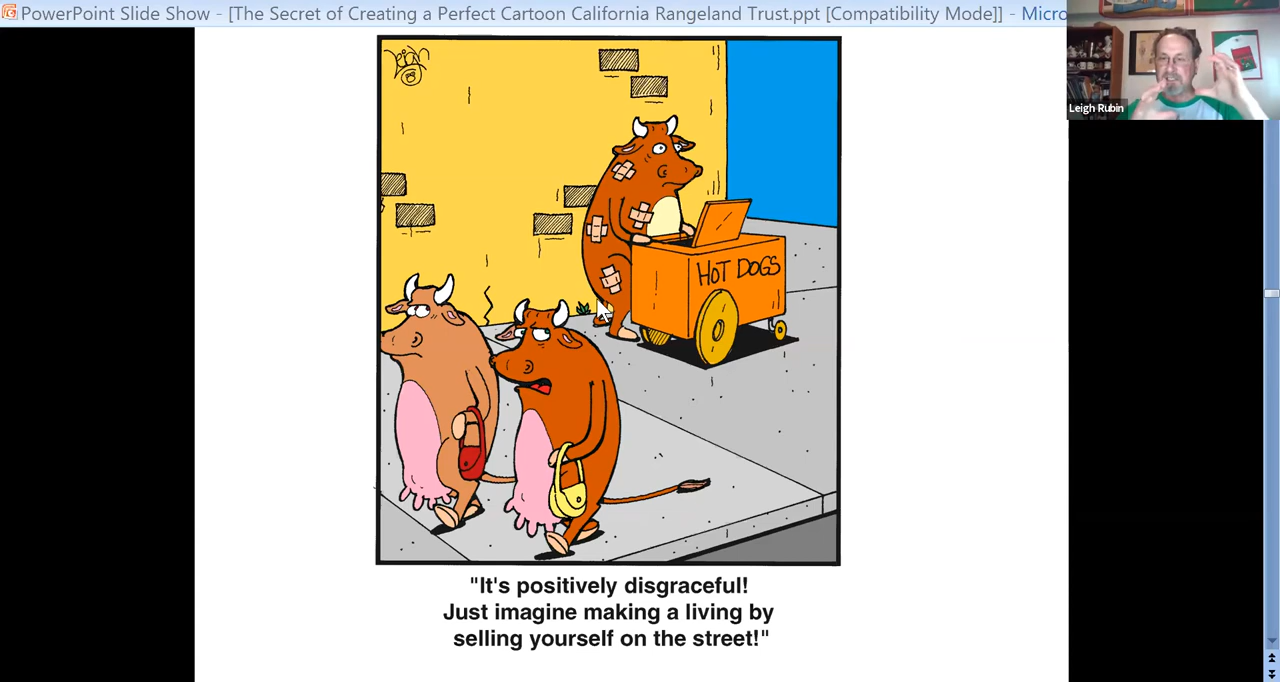 PowerPoint Slide Show - [The Secret of Creating a Perfect Cartoon California Rangeland Trust.ppt [Compatibility Mode]] - Micro
Leigh Rubin
HOT DOGS
"It's positively disgraceful!
Just imagine making a living by
selling yourself on the street!"